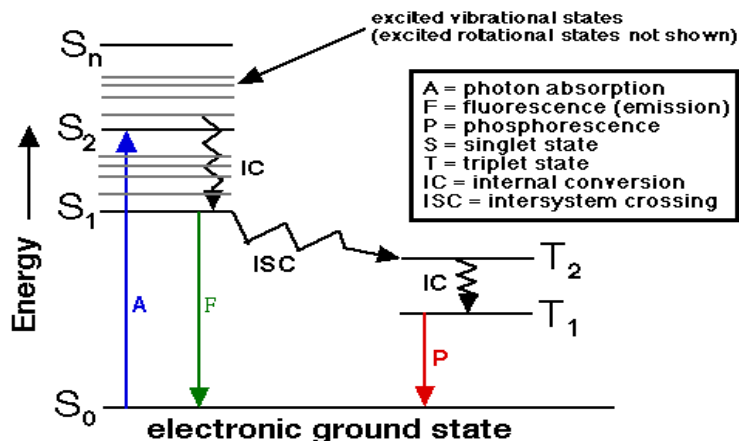 excited vibrational states
(excited rotational states not shown)
Sn
A = photon absorption
F = fluorescence (emission)
P = phosphorescence
S = singlet state
T = triplet state
IC = internal conversion
ISC = intersystem crossing
S2
IC
S1
Energy
ISC
T2
IC
T1
A
F
P
S0
electronic ground state